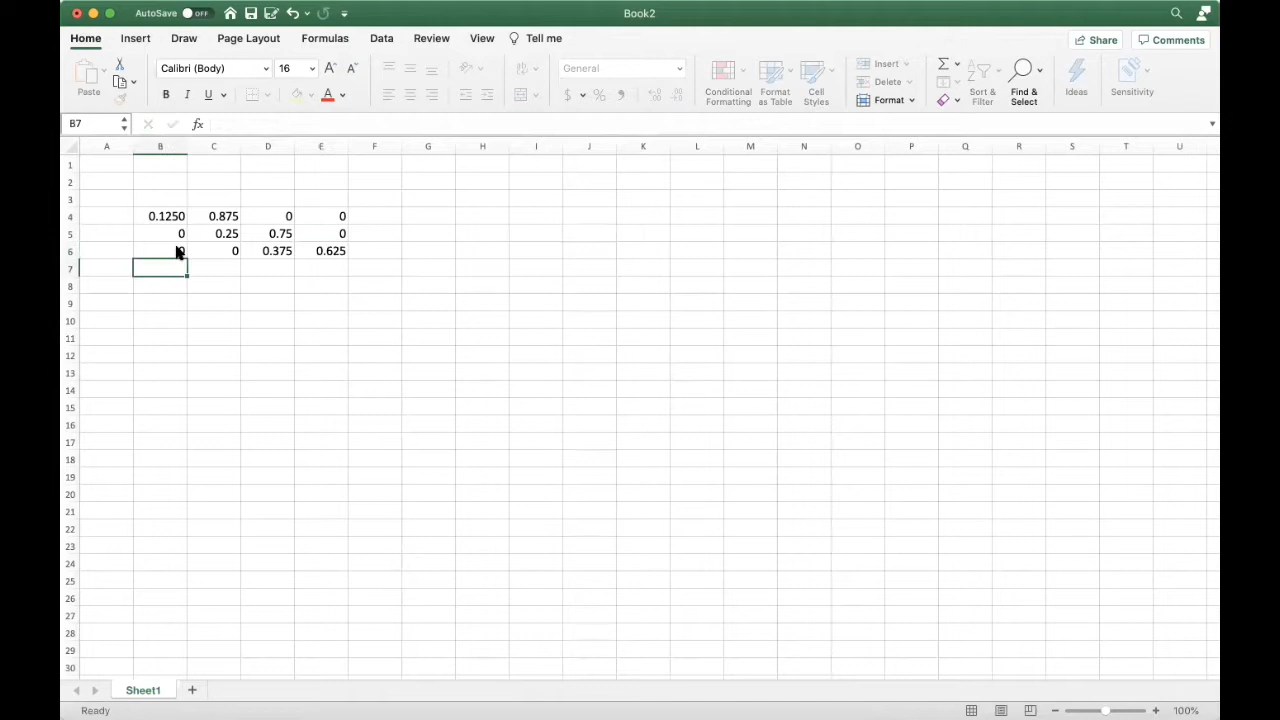 AutoSave OFF Book2
Home Insert Draw Page Layout Formulas Data Review View Tell me Share Comments
Paste Calibri (Body) 16 General Conditional Formatting Format as Table Cell Styles Insert Delete Format Sort & Filter Find & Select Ideas Sensitivity
B7 fx
A B C D E F G H I J K L M N O P Q R S T U
1
2
3
4 0.1250 0.875 0 0
5 0 0.25 0.75 0
6 0 0 0.375 0.625
7
8
9
10
11
12
13
14
15
16
17
18
19
20
21
22
23
24
25
26
27
28
29
30
Sheet1
Ready 100%